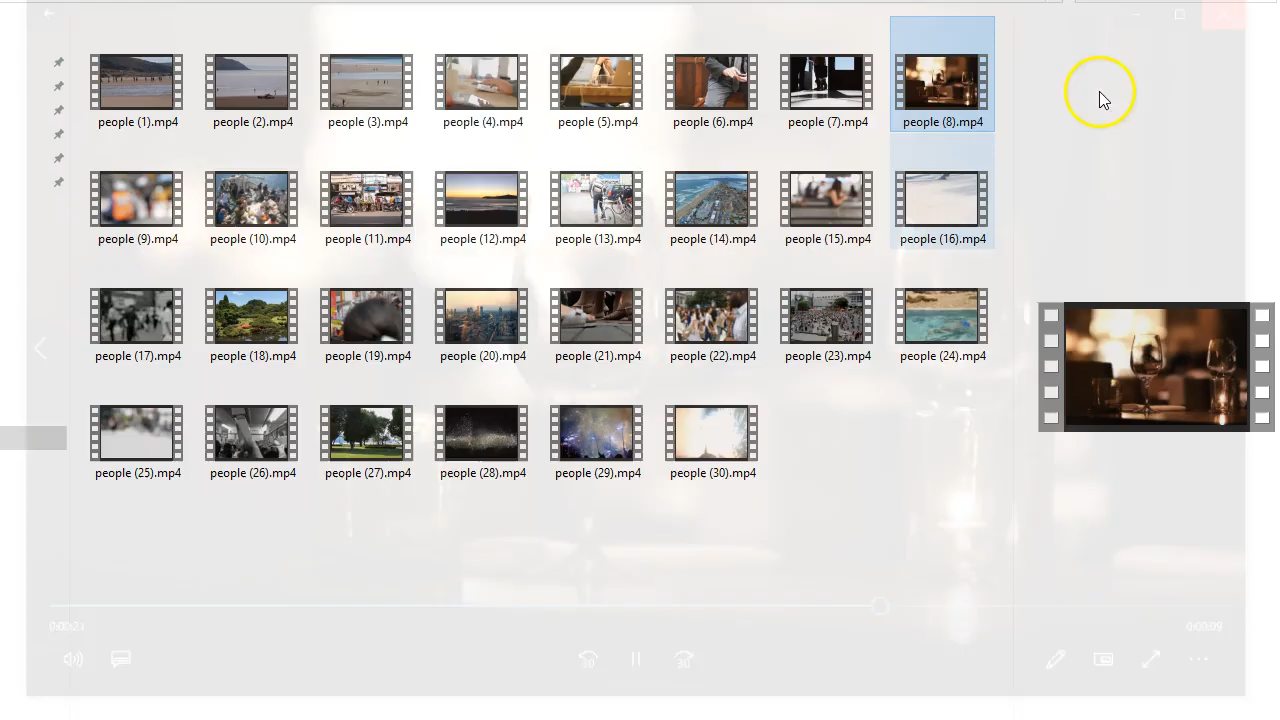 people (1).mp4
people (2).mp4
people (3).mp4
people (4).mp4
people (5).mp4
people (6).mp4
people (7).mp4
people (8).mp4
people (9).mp4
people (10).mp4
people (11).mp4
people (12).mp4
people (13).mp4
people (14).mp4
people (15).mp4
people (16).mp4
people (17).mp4
people (18).mp4
people (19).mp4
people (20).mp4
people (21).mp4
people (22).mp4
people (23).mp4
people (24).mp4
people (25).mp4
people (26).mp4
people (27).mp4
people (28).mp4
people (29).mp4
people (30).mp4
10
30